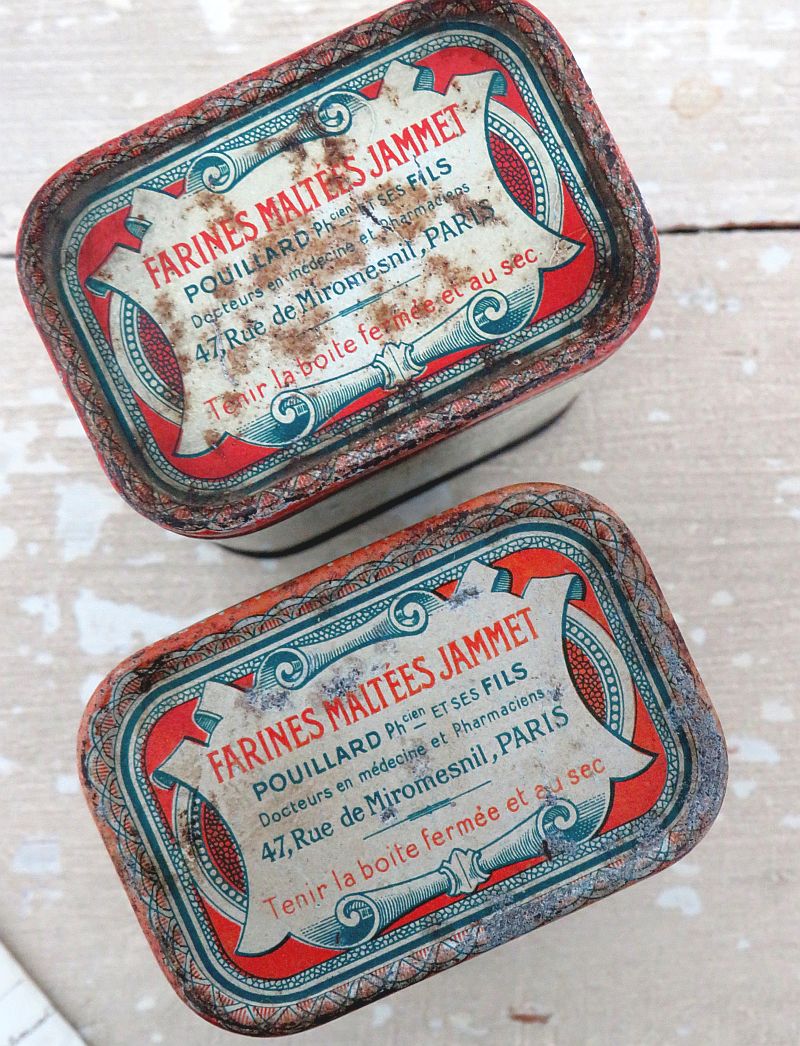 FARINES MALTÉES JAMMET
POUILLARD Phcien ET SES FILS
Docteurs en médecine et Pharmaciens
47, Rue de Miromesnil, PARIS
Tenir la boite fermée et au sec
FARINES MALTÉES JAMMET
POUILLARD Phcien ET SES FILS
Docteurs en médecine et Pharmaciens
47, Rue de Miromesnil, PARIS
Tenir la boite fermée et au sec